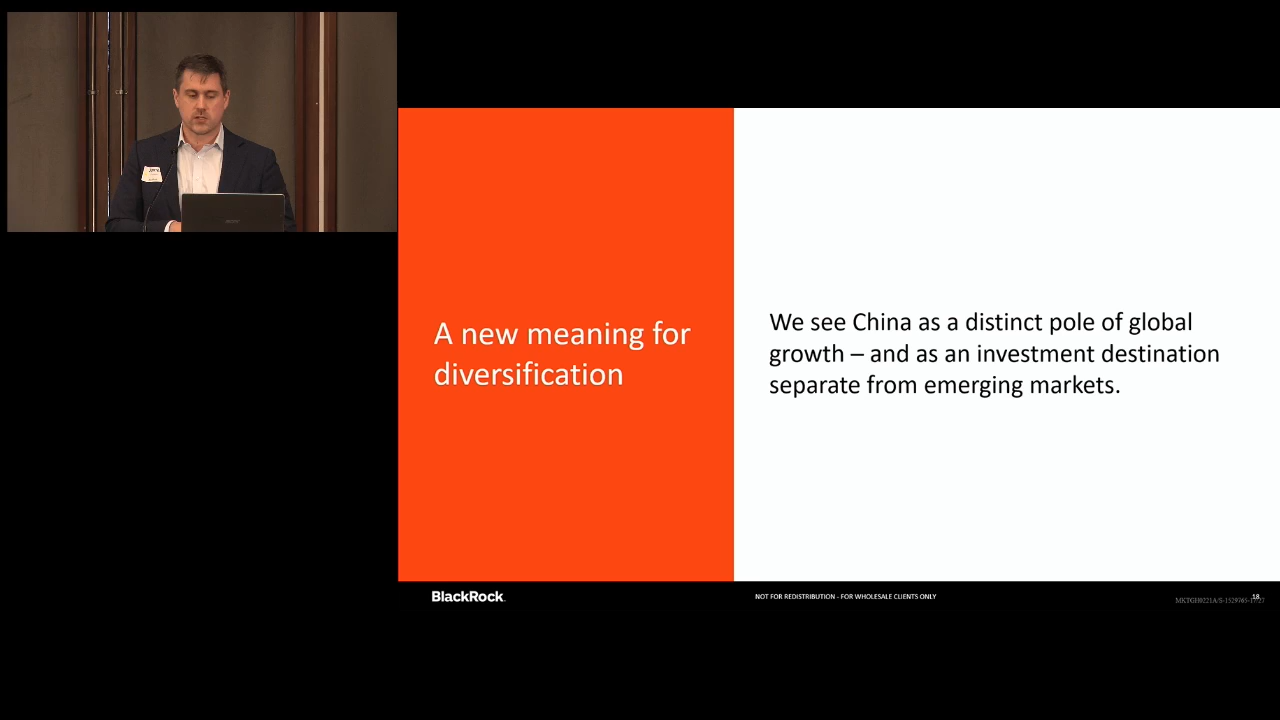 A new meaning for
diversification
We see China as a distinct pole of global
growth – and as an investment destination
separate from emerging markets.
BlackRock.
NOT FOR REDISTRIBUTION - FOR WHOLESALE CLIENTS ONLY
18